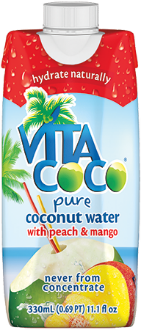 hydrate naturally
VITA
COCO
pure
coconut water
with peach & mango
never from
concentrate
330ml (0.69 PT) 11.1 fl oz